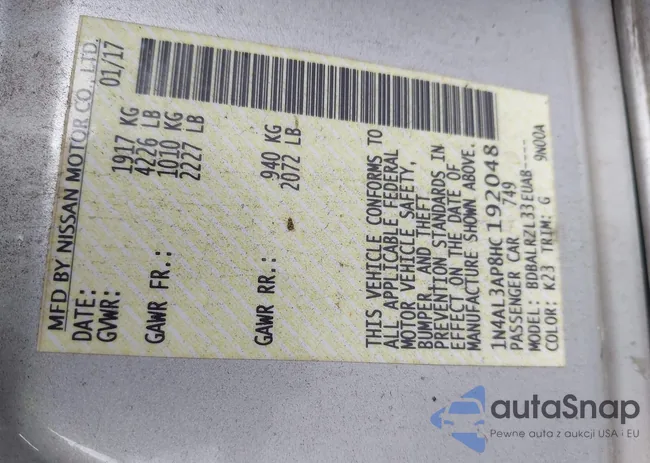 MFD BY NISSAN MOTOR CO., LTD.
DATE: 01/17
GVWR: 1917 KG
4226 LB
GAWR FR.: 1010 KG
2227 LB
GAWR RR.: 940 KG
2072 LB
THIS VEHICLE CONFORMS TO
ALL APPLICABLE FEDERAL
MOTOR VEHICLE SAFETY,
BUMPER, AND THEFT
PREVENTION STANDARDS IN
EFFECT ON THE DATE OF
MANUFACTURE SHOWN ABOVE.
1N4AL3AP8HC192048
PASSENGER CAR 749
MODEL: BDBALRZL33EUAB----
COLOR: K23 TRIM: G 9N00A
autaSnap
Pewne auta z aukcji USA i EU